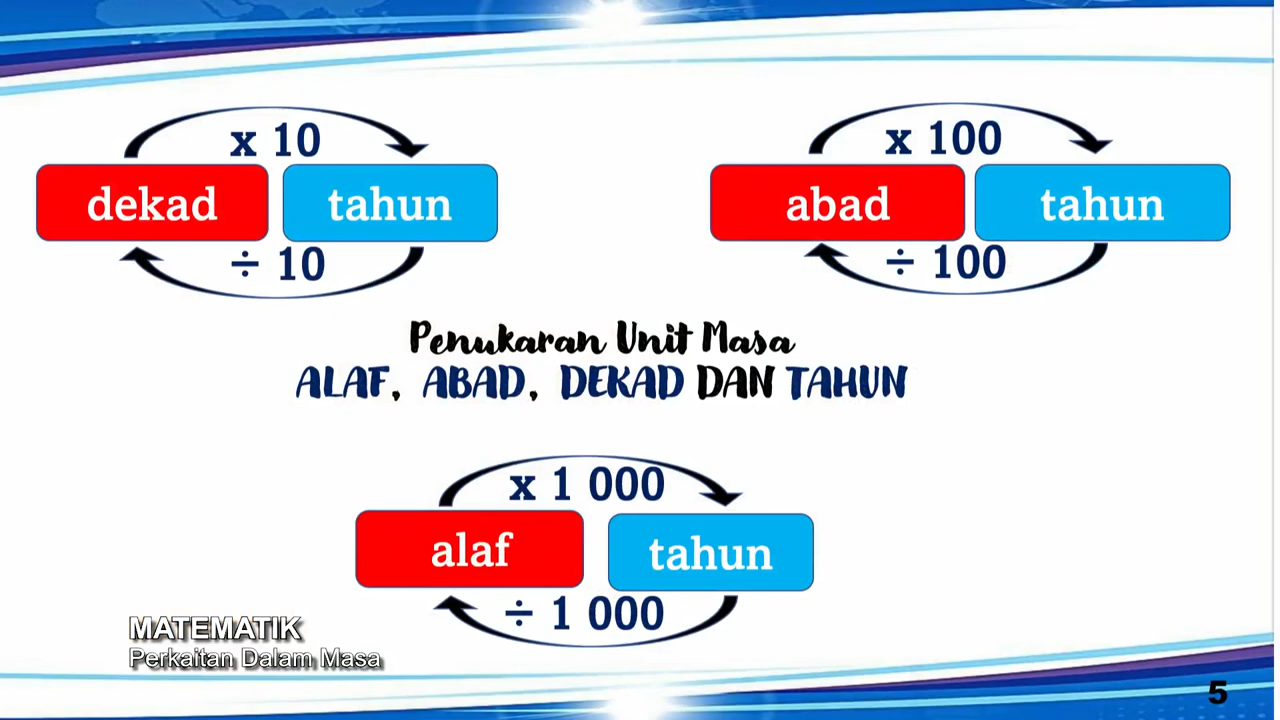 x 10
dekad tahun
÷ 10
x 100
abad tahun
÷ 100
Penukaran Unit Masa
ALAF, ABAD, DEKAD DAN TAHUN
x 1 000
alaf tahun
÷ 1 000
MATEMATIK
Perkaitan Dalam Masa
5